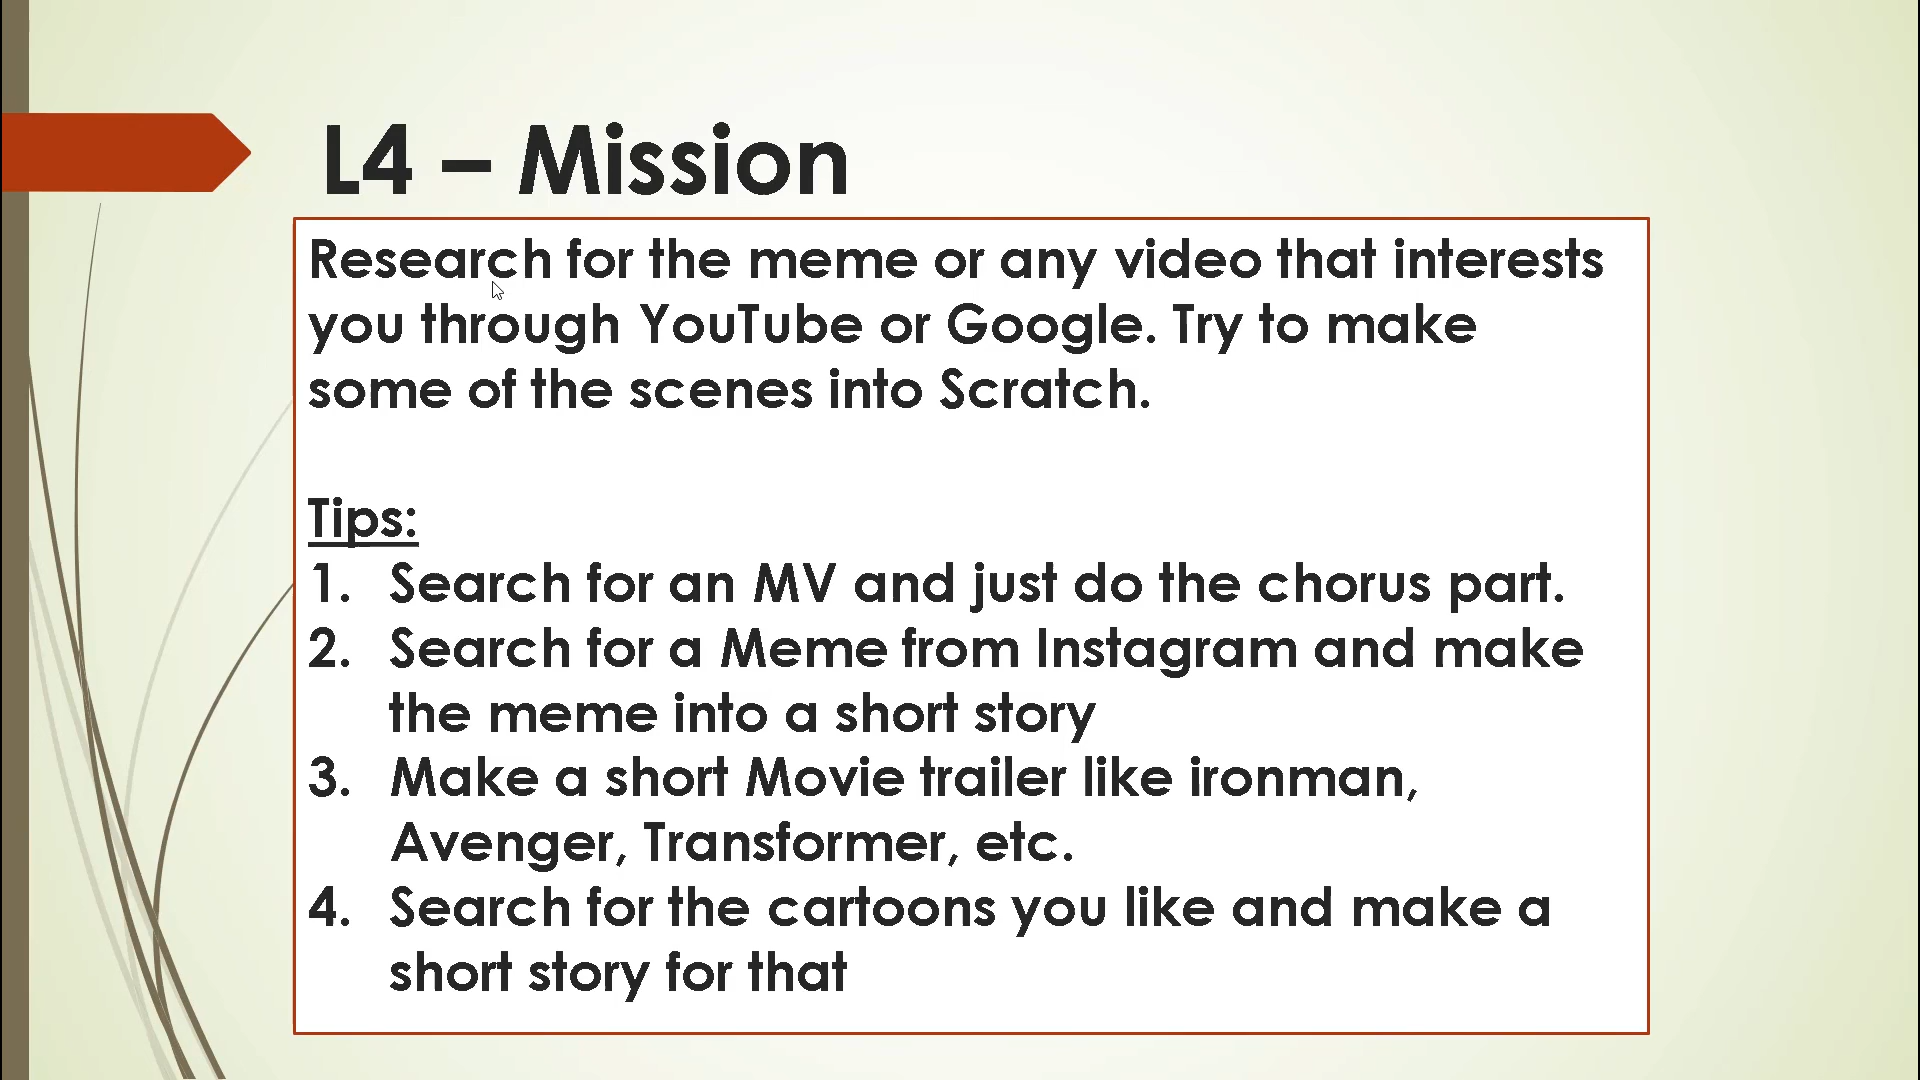 L4 – Mission
Research for the meme or any video that interests
you through YouTube or Google. Try to make
some of the scenes into Scratch.
Tips:
1. Search for an MV and just do the chorus part.
2. Search for a Meme from Instagram and make
the meme into a short story
3. Make a short Movie trailer like ironman,
Avenger, Transformer, etc.
4. Search for the cartoons you like and make a
short story for that